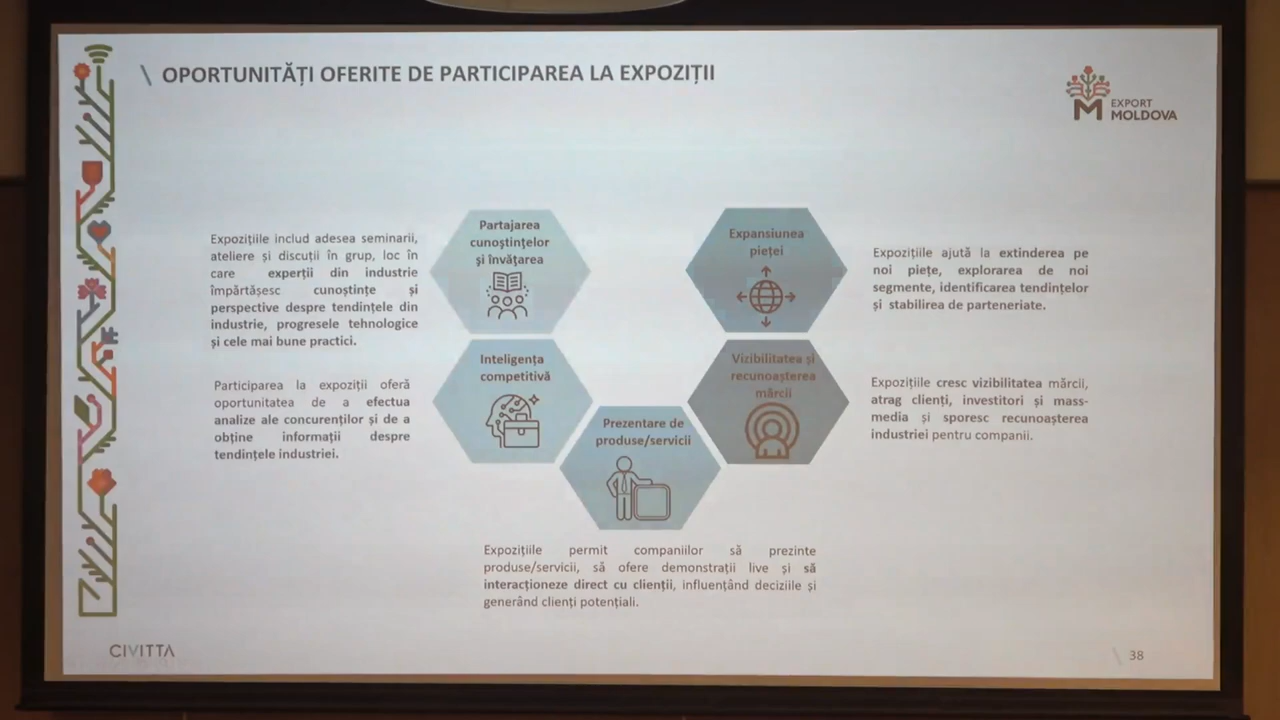 OPORTUNITĂȚI OFERITE DE PARTICIPAREA LA EXPOZIȚII
EXPORT
MOLDOVA
Expozițiile includ adesea seminarii,
ateliere și discuții în grup, loc în
care experții din industrie
împărtășesc cunoștințe și
perspective despre tendințele din
industrie, progresele tehnologice
și cele mai bune practici.
Partajarea
cunoștințelor
și învățarea
Expansiunea
pieței
Expozițiile ajută la extinderea pe
noi piețe, explorarea de noi
segmente, identificarea tendințelor
și stabilirea de parteneriate.
Participarea la expoziții oferă
oportunitatea de a efectua
analize ale concurenților și de a
obține informații despre
tendințele industriei.
Inteligența
competitivă
Vizibilitatea și
recunoașterea
mărcii
Expozițiile cresc vizibilitatea mărcii,
atrag clienți, investitori și mass-
media și sporesc recunoașterea
industriei pentru companii.
Prezentare de
produse/servicii
Expozițiile permit companiilor să prezinte
produse/servicii, să ofere demonstrații live și să
interacționeze direct cu clienții, influențând deciziile și
generând clienți potențiali.
CIVITTA
38